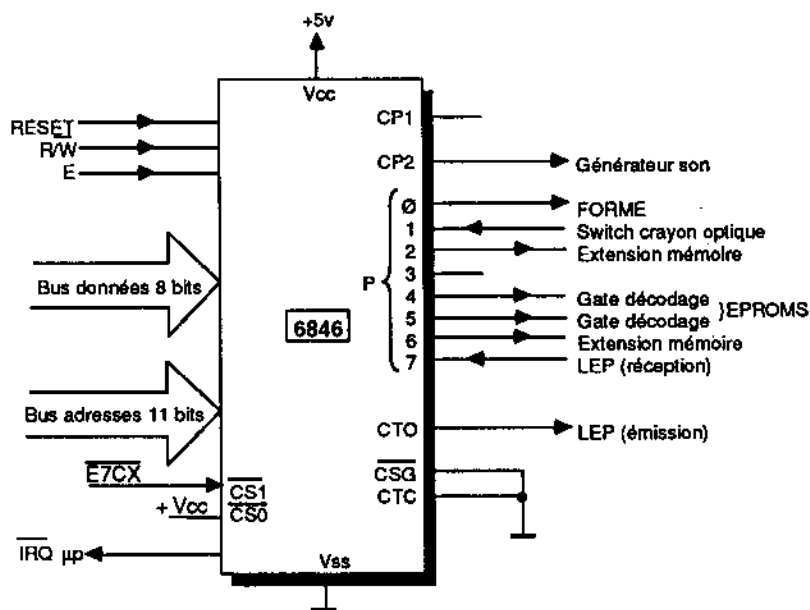 +5v
Vcc
RESET
R/W
E
Bus données 8 bits
Bus adresses 11 bits
E7CX
CS1
+ Vcc
CS0
IRQ µp
Vss
6846
CP1
CP2
Générateur son
P
Ø
FORME
1
Switch crayon optique
2
Extension mémoire
3
4
Gate décodage
5
Gate décodage
}EPROMS
6
Extension mémoire
7
LEP (réception)
CTO
LEP (émission)
CSG
CTC